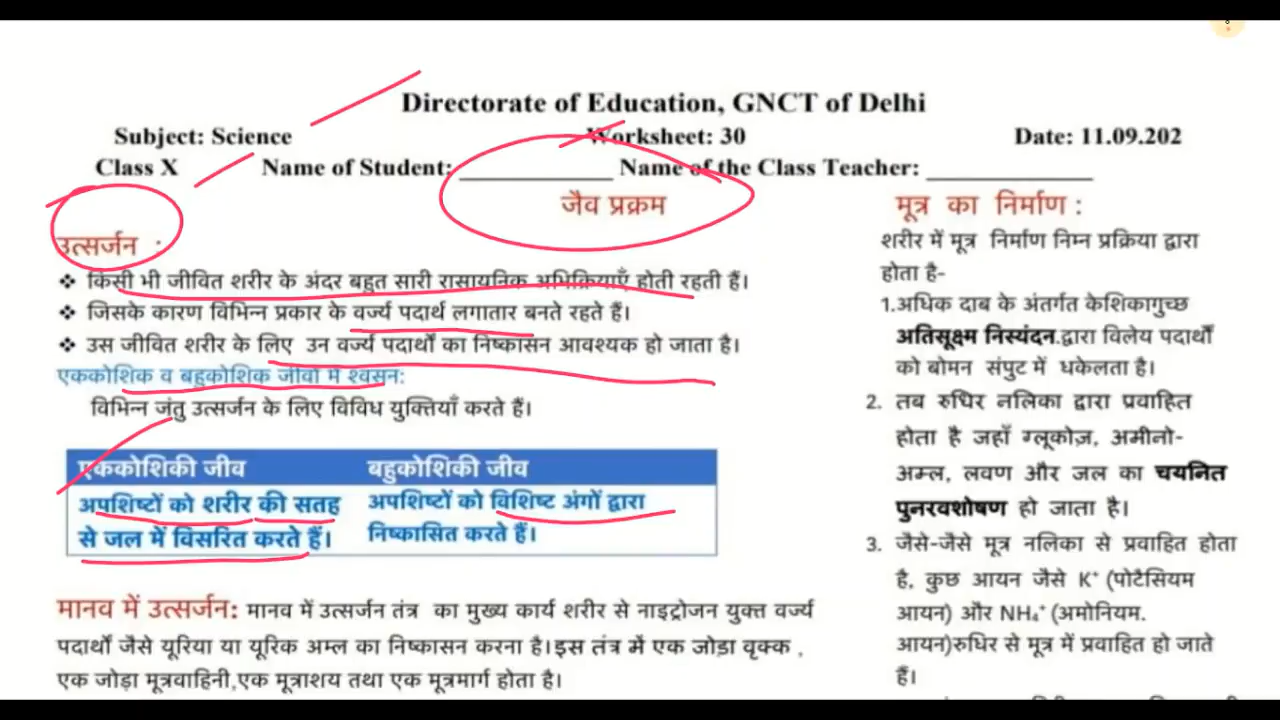 Directorate of Education, GNCT of Delhi
Subject: Science Worksheet: 30 Date: 11.09.202
Class X Name of Student: ____________ Name of the Class Teacher: _____________
जैव प्रक्रम
उत्सर्जन :
❖ किसी भी जीवित शरीर के अंदर बहुत सारी रासायनिक अभिक्रियाएँ होती रहती हैं।
❖ जिसके कारण विभिन्न प्रकार के वर्ज्य पदार्थ लगातार बनते रहते हैं।
❖ उस जीवित शरीर के लिए उन वर्ज्य पदार्थों का निष्कासन आवश्यक हो जाता है।
एककोशिक व बहुकोशिक जीवों में श्वसन:
विभिन्न जंतु उत्सर्जन के लिए विविध युक्तियाँ करते हैं।
एककोशिकी जीव बहुकोशिकी जीव
अपशिष्टों को शरीर की सतह अपशिष्टों को विशिष्ट अंगों द्वारा
से जल में विसरित करते हैं। निष्कासित करते हैं।
मानव में उत्सर्जन: मानव में उत्सर्जन तंत्र का मुख्य कार्य शरीर से नाइट्रोजन युक्त वर्ज्य
पदार्थों जैसे यूरिया या यूरिक अम्ल का निष्कासन करना है।इस तंत्र में एक जोड़ा वृक्क ,
एक जोड़ा मूत्रवाहिनी,एक मूत्राशय तथा एक मूत्रमार्ग होता है।
मूत्र का निर्माण :
शरीर में मूत्र निर्माण निम्न प्रक्रिया द्वारा
होता है-
1.अधिक दाब के अंतर्गत केशिकागुच्छ
अतिसूक्ष्म निस्यंदन.द्वारा विलेय पदार्थों
को बोमन संपुट में धकेलता है।
2. तब रुधिर नलिका द्वारा प्रवाहित
होता है जहाँ ग्लूकोज़, अमीनो-
अम्ल, लवण और जल का चयनित
पुनरवशोषण हो जाता है।
3. जैसे-जैसे मूत्र नलिका से प्रवाहित होता
है, कुछ आयन जैसे K⁺ (पोटैसियम
आयन) और NH₄⁺ (अमोनियम.
आयन)रुधिर से मूत्र में प्रवाहित हो जाते
हैं।